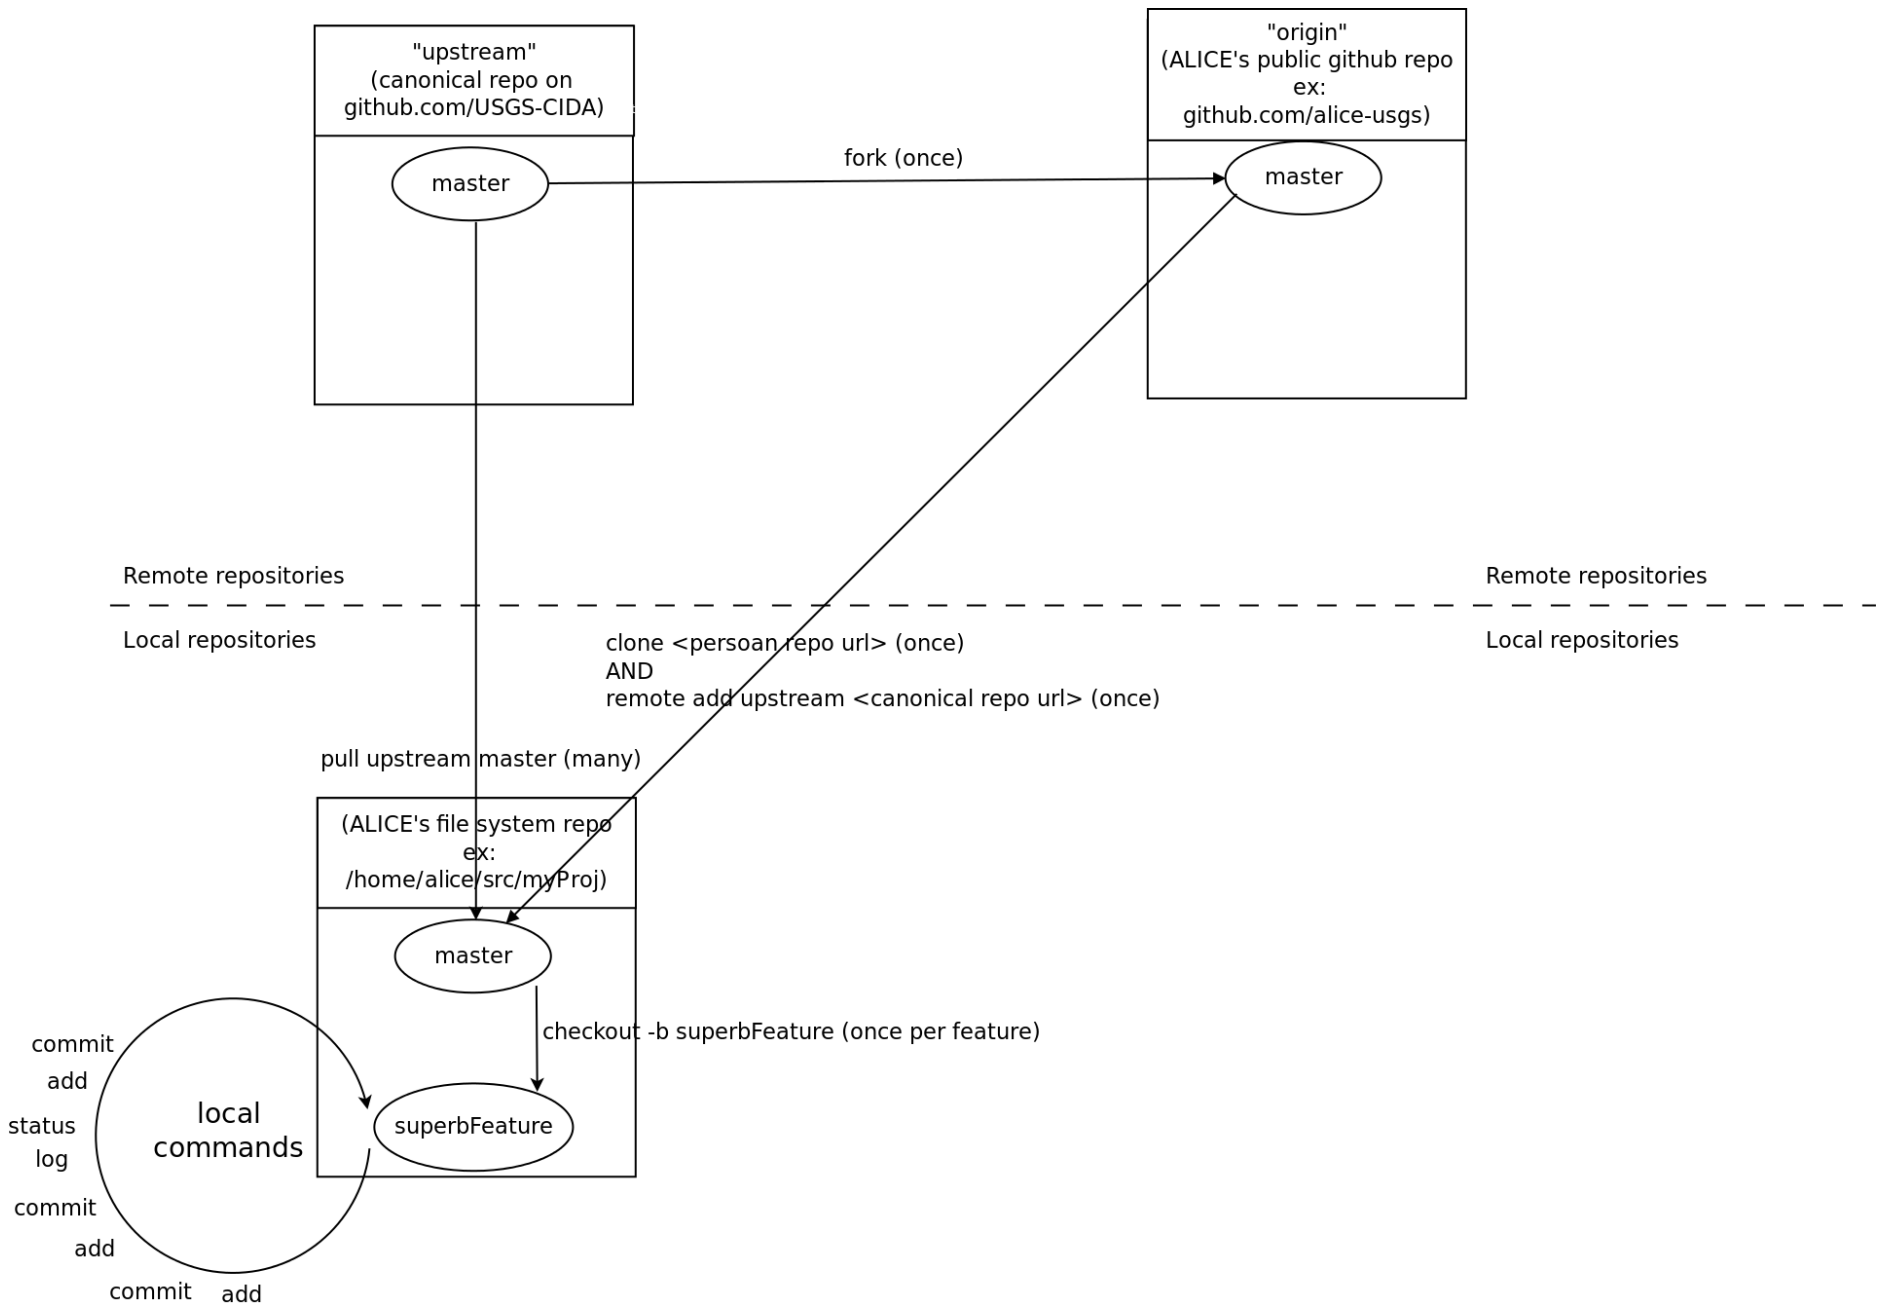 "upstream"
(canonical repo on
github.com/USGS-CIDA)
"origin"
(ALICE's public github repo
ex:
github.com/alice-usgs)
master
fork (once)
master
Remote repositories
Remote repositories
Local repositories
Local repositories
clone <persoan repo url> (once)
AND
remote add upstream <canonical repo url> (once)
pull upstream master (many)
(ALICE's file system repo
ex:
/home/alice/src/myProj)
master
checkout -b superbFeature (once per feature)
superbFeature
local
commands
commit
add
status
log
commit
add
commit
add